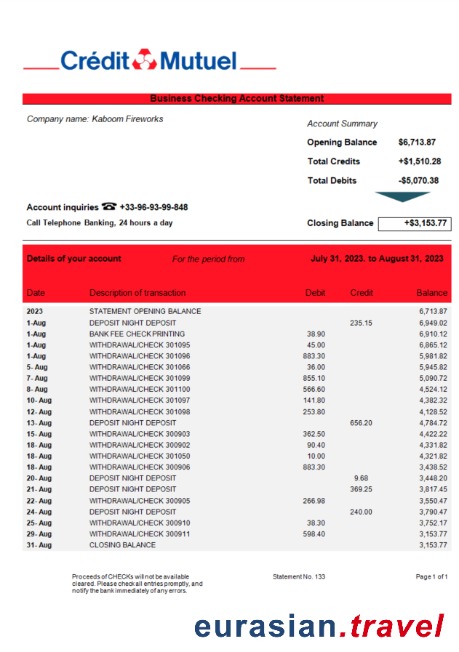 Crédit Mutuel
Business Checking Account Statement
Company name: Kaboom Fireworks
Account Summary
Opening Balance $6,713.87
Total Credits +$1,510.28
Total Debits -$5,070.38
Account inquiries ☎ +33-96-93-99-848
Call Telephone Banking, 24 hours a day
Closing Balance +$3,153.77
Details of your account For the period from July 31, 2023. to August 31, 2023
Date Description of transaction Debit Credit Balance
2023 STATEMENT OPENING BALANCE 6,713.87
1-Aug DEPOSIT NIGHT DEPOSIT 235.15 6,949.02
1-Aug BANK FEE CHECKPRINTING 38.90 6,910.12
1-Aug WITHDRAWAL/CHECK 301095 45.00 6,865.12
1-Aug WITHDRAWAL/CHECK 301096 883.30 5,981.82
5- Aug WITHDRAWAL/CHECK 301066 36.00 5,945.82
7- Aug WITHDRAWAL/CHECK 301099 855.10 5,090.72
8- Aug WITHDRAWAL/CHECK 301100 566.60 4,524.12
10- Aug WITHDRAWAL/CHECK 301097 141.80 4,382.32
12- Aug WITHDRAWAL/CHECK 301098 253.80 4,128.52
13- Aug DEPOSIT NIGHT DEPOSIT 656.20 4,784.72
15- Aug WITHDRAWAL/CHECK 300903 362.50 4,422.22
18- Aug WITHDRAWAL/CHECK 300902 90.40 4,331.82
18- Aug WITHDRAWAL/CHECK 301050 10.00 4,321.82
18- Aug WITHDRAWAL/CHECK 300906 883.30 3,438.52
20- Aug DEPOSIT NIGHT DEPOSIT 9.68 3,448.20
21- Aug DEPOSIT NIGHT DEPOSIT 369.25 3,817.45
22- Aug WITHDRAWAL/CHECK 300905 266.98 3,550.47
24- Aug DEPOSIT NIGHT DEPOSIT 240.00 3,790.47
25- Aug WITHDRAWAL/CHECK 300910 38.30 3,752.17
29- Aug WITHDRAWAL/CHECK 300911 598.40 3,153.77
31- Aug CLOSING BALANCE 3,153.77
Proceeds of CHECKs will not be available Statement No. 133 Page 1 of 1
cleared. Please check all entries promptly, and
notify the bank immediately of any errors.
eurasian.travel